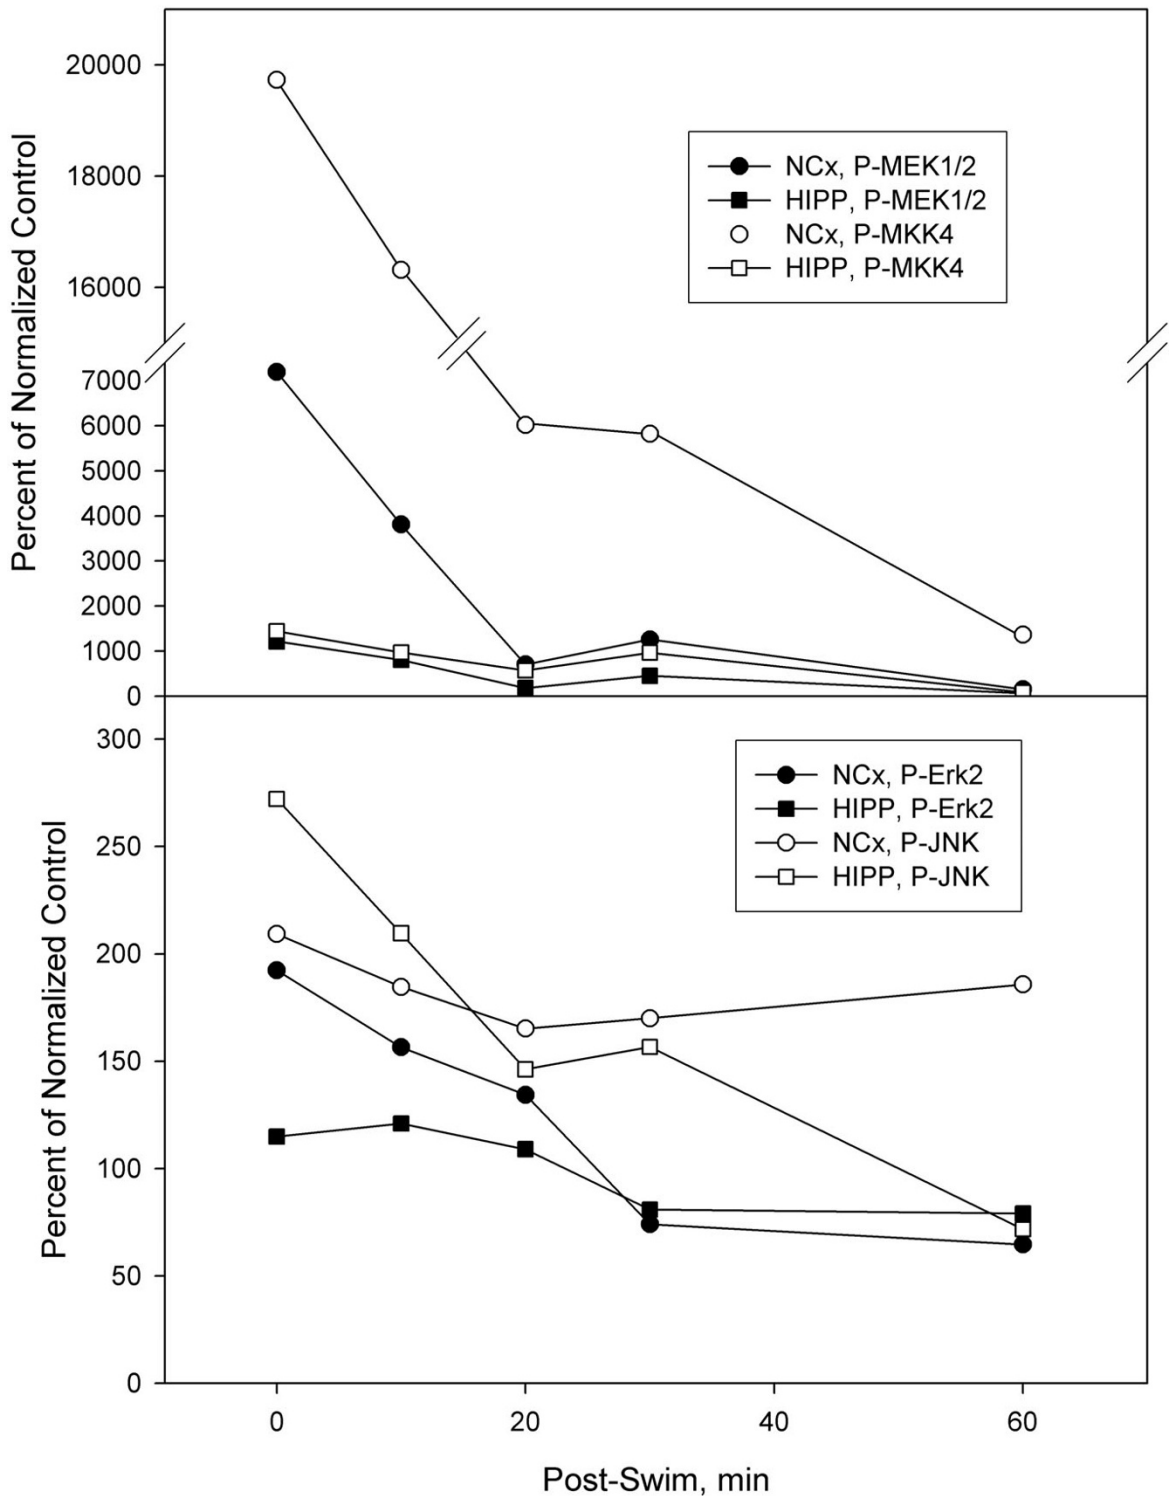 Percent of Normalized Control
20000
18000
16000
7000
6000
5000
4000
3000
2000
1000
0
NCx, P-MEK1/2
HIPP, P-MEK1/2
NCx, P-MKK4
HIPP, P-MKK4
Percent of Normalized Control
300
250
200
150
100
50
0
NCx, P-Erk2
HIPP, P-Erk2
NCx, P-JNK
HIPP, P-JNK
0 20 40 60
Post-Swim, min